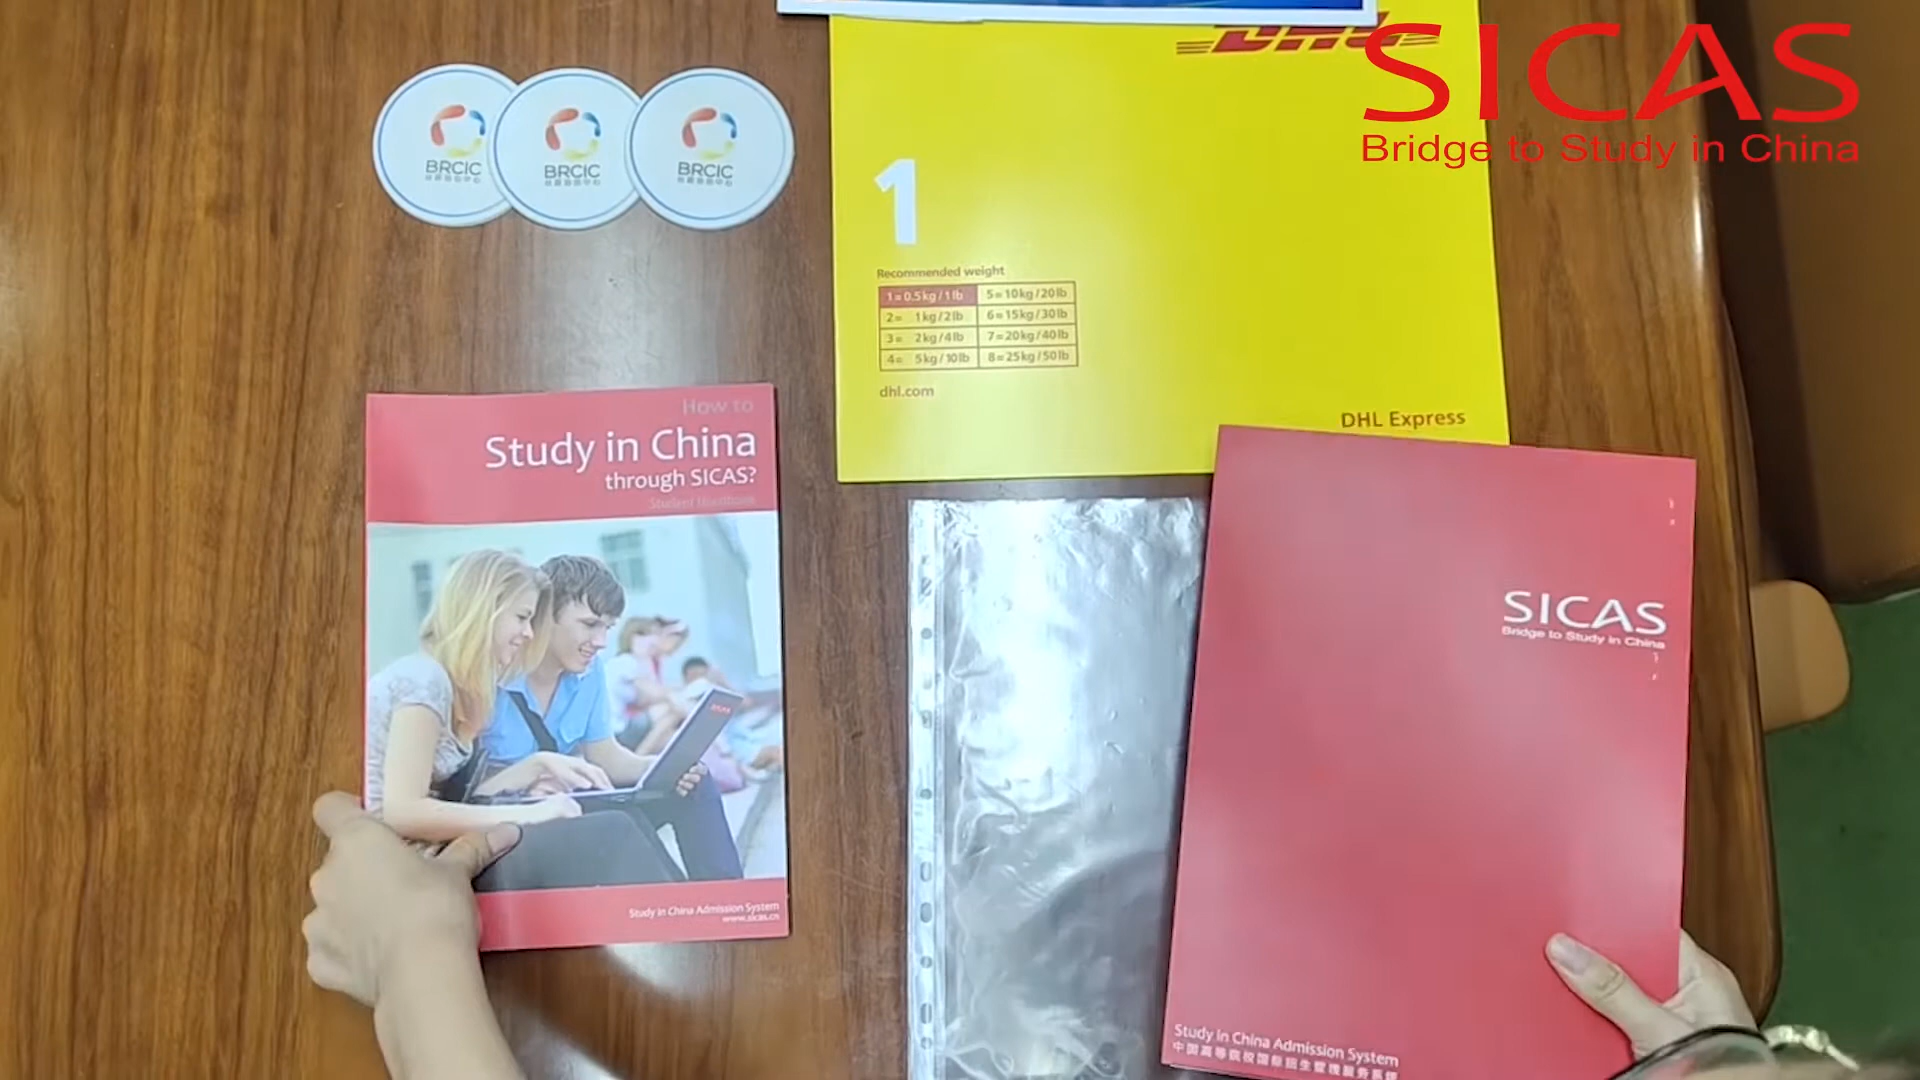 SICAS
Bridge to Study in China
DHL
BRCIC
BRCIC
BRCIC
1
Recommended weight
1=0.5kg/1lb 5=10kg/20lb
2= 1kg/2lb 6=15kg/30lb
3= 2kg/4lb 7=20kg/40lb
4= 5kg/10lb 8=25kg/50lb
dhl.com
DHL Express
How to
Study in China
through SICAS?
Student Handbook
SICAS
Study in China Admission System
www.sicas.cn
SICAS
Bridge to Study in China
Study in China Admission System